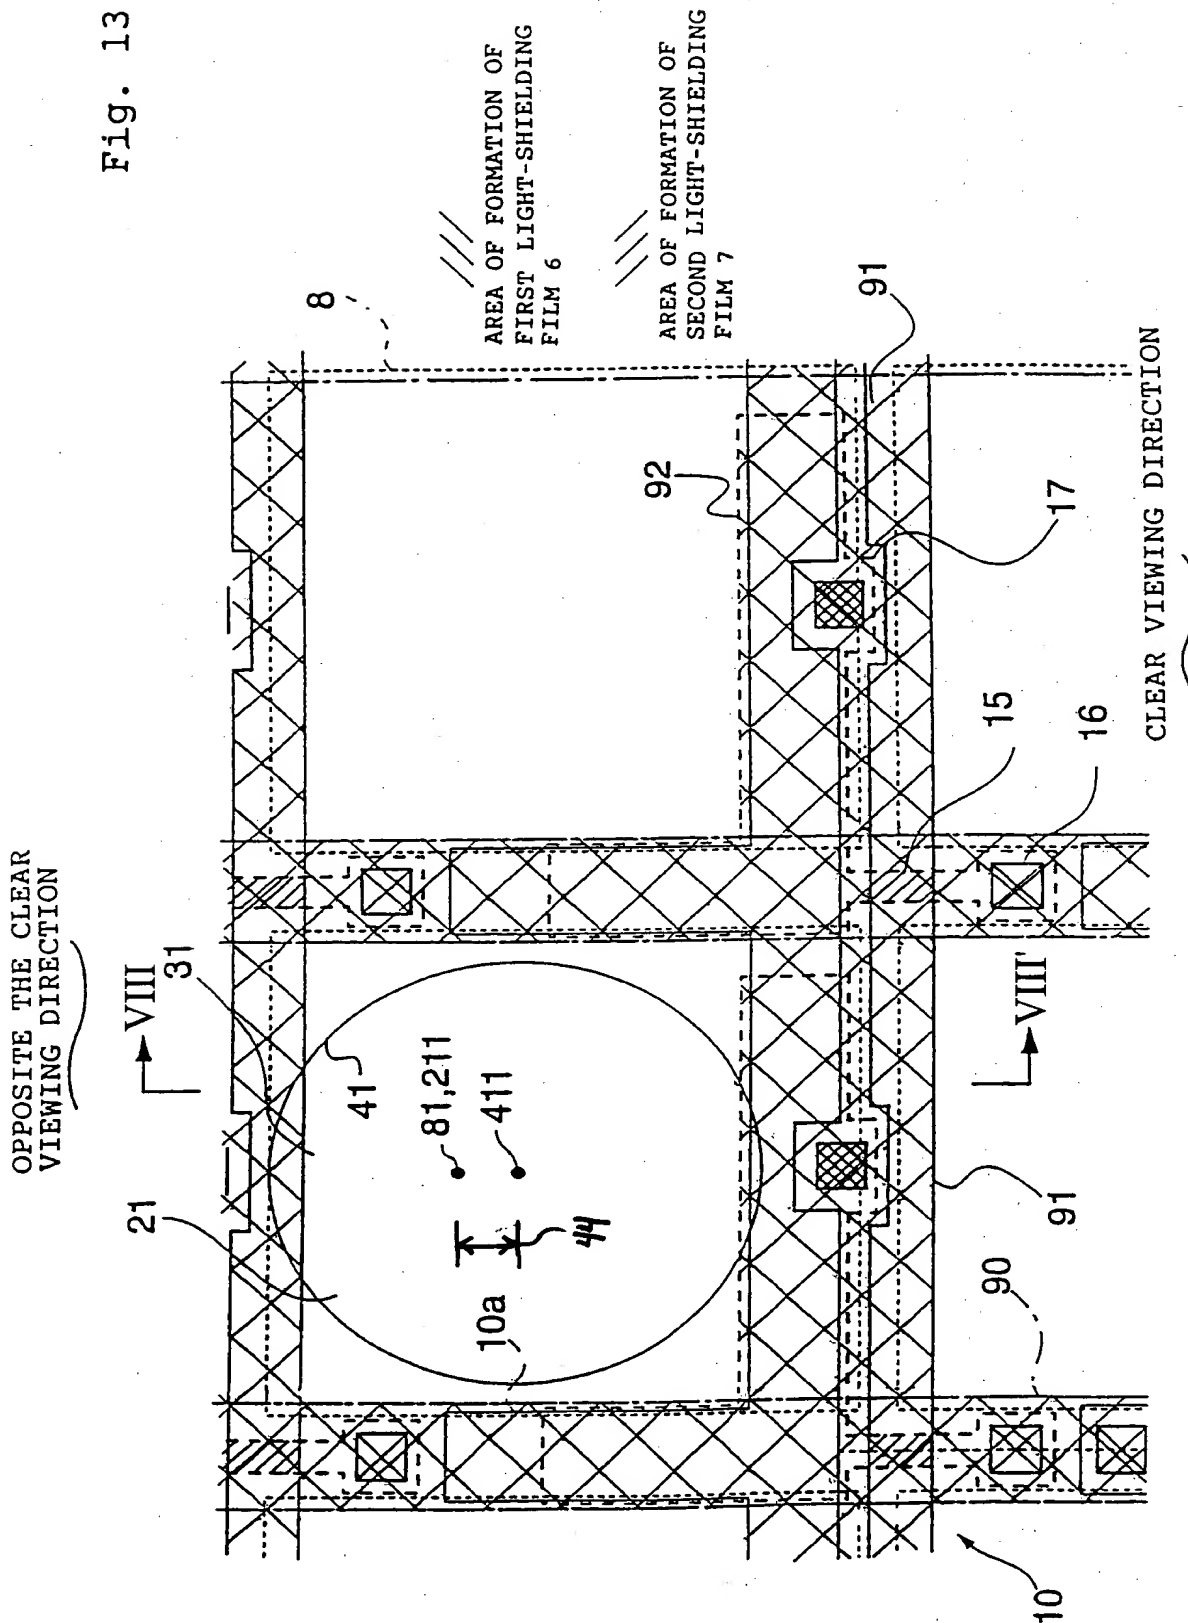 Fig. 13
OPPOSITE THE CLEAR
VIEWING DIRECTION
AREA OF FORMATION OF
FIRST LIGHT-SHIELDING
FILM 6
AREA OF FORMATION OF
SECOND LIGHT-SHIELDING
FILM 7
8
VIII
31
21
41
81,211
411
44
10a
92
91
17
15
16
VIII'
91
90
10
CLEAR VIEWING DIRECTION